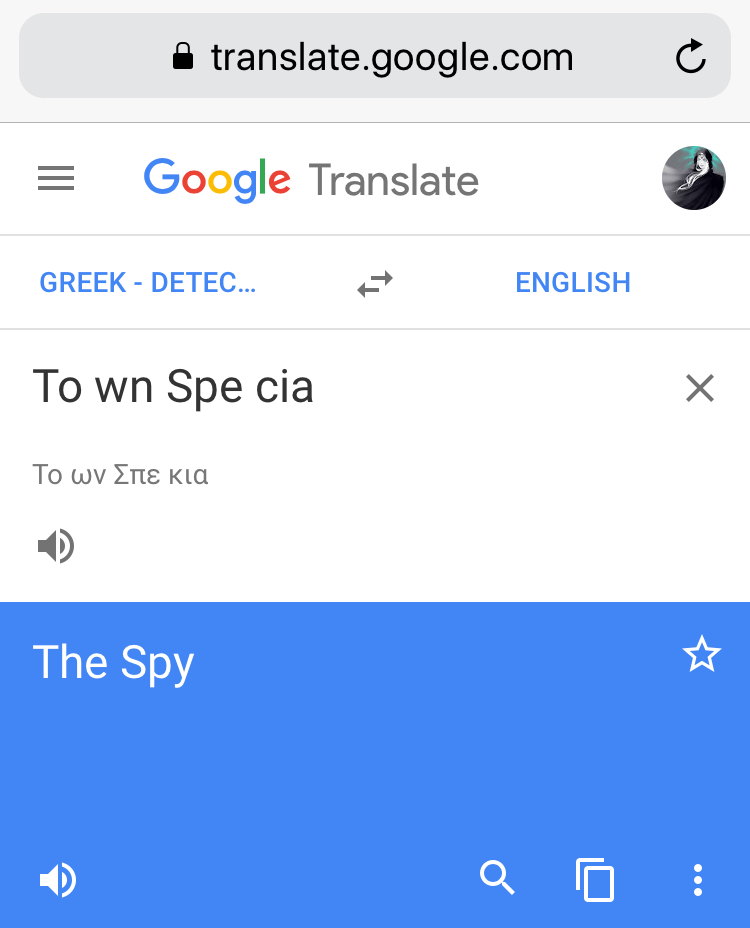 translate.google.com
Google Translate
GREEK - DETEC...
ENGLISH
To wn Spe cia
Το ων Σπε κια
The Spy